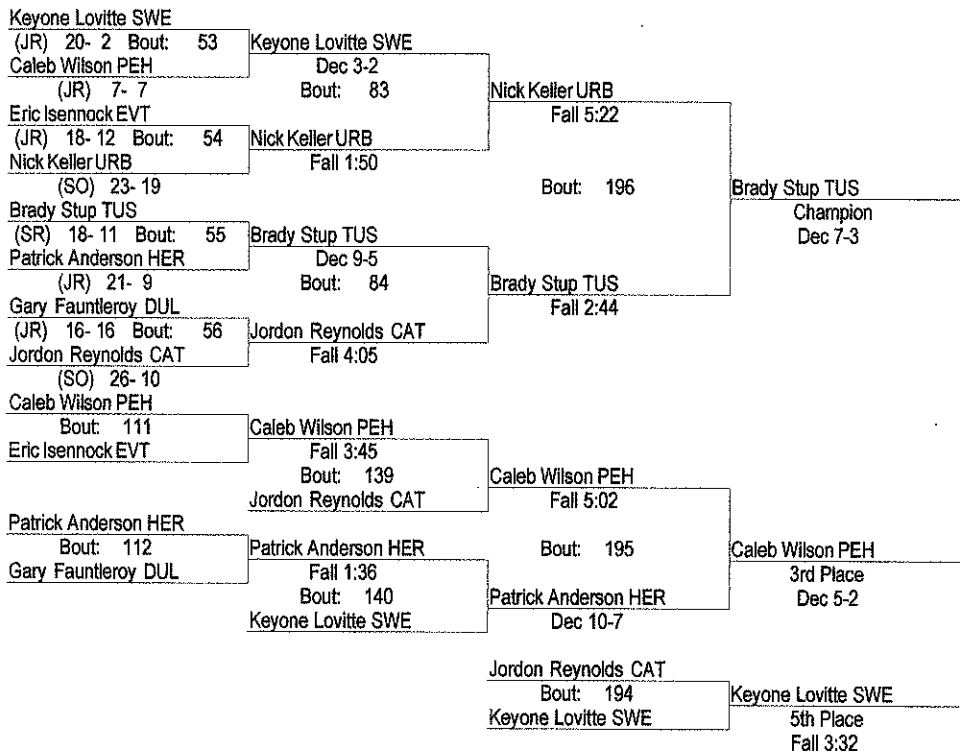 Keyone Lovitte SWE
(JR) 20- 2 Bout: 53
Caleb Wilson PEH
(JR) 7- 7
Eric Isennock EVT
(JR) 18- 12 Bout: 54
Nick Keller URB
(SO) 23- 19
Brady Stup TUS
(SR) 18- 11 Bout: 55
Patrick Anderson HER
(JR) 21- 9
Gary Fauntleroy DUL
(JR) 16- 16 Bout: 56
Jordon Reynolds CAT
(SO) 26- 10
Keyone Lovitte SWE
Dec 3-2
Bout: 83
Nick Keller URB
Fall 1:50
Brady Stup TUS
Dec 9-5
Bout: 84
Jordon Reynolds CAT
Fall 4:05
Nick Keller URB
Fall 5:22
Bout: 196
Brady Stup TUS
Fall 2:44
Brady Stup TUS
Champion
Dec 7-3
Caleb Wilson PEH
Bout: 111
Eric Isennock EVT
Patrick Anderson HER
Bout: 112
Gary Fauntleroy DUL
Caleb Wilson PEH
Fall 3:45
Bout: 139
Jordon Reynolds CAT
Patrick Anderson HER
Fall 1:36
Bout: 140
Keyone Lovitte SWE
Caleb Wilson PEH
Fall 5:02
Bout: 195
Patrick Anderson HER
Dec 10-7
Caleb Wilson PEH
3rd Place
Dec 5-2
Jordon Reynolds CAT
Bout: 194
Keyone Lovitte SWE
Keyone Lovitte SWE
5th Place
Fall 3:32